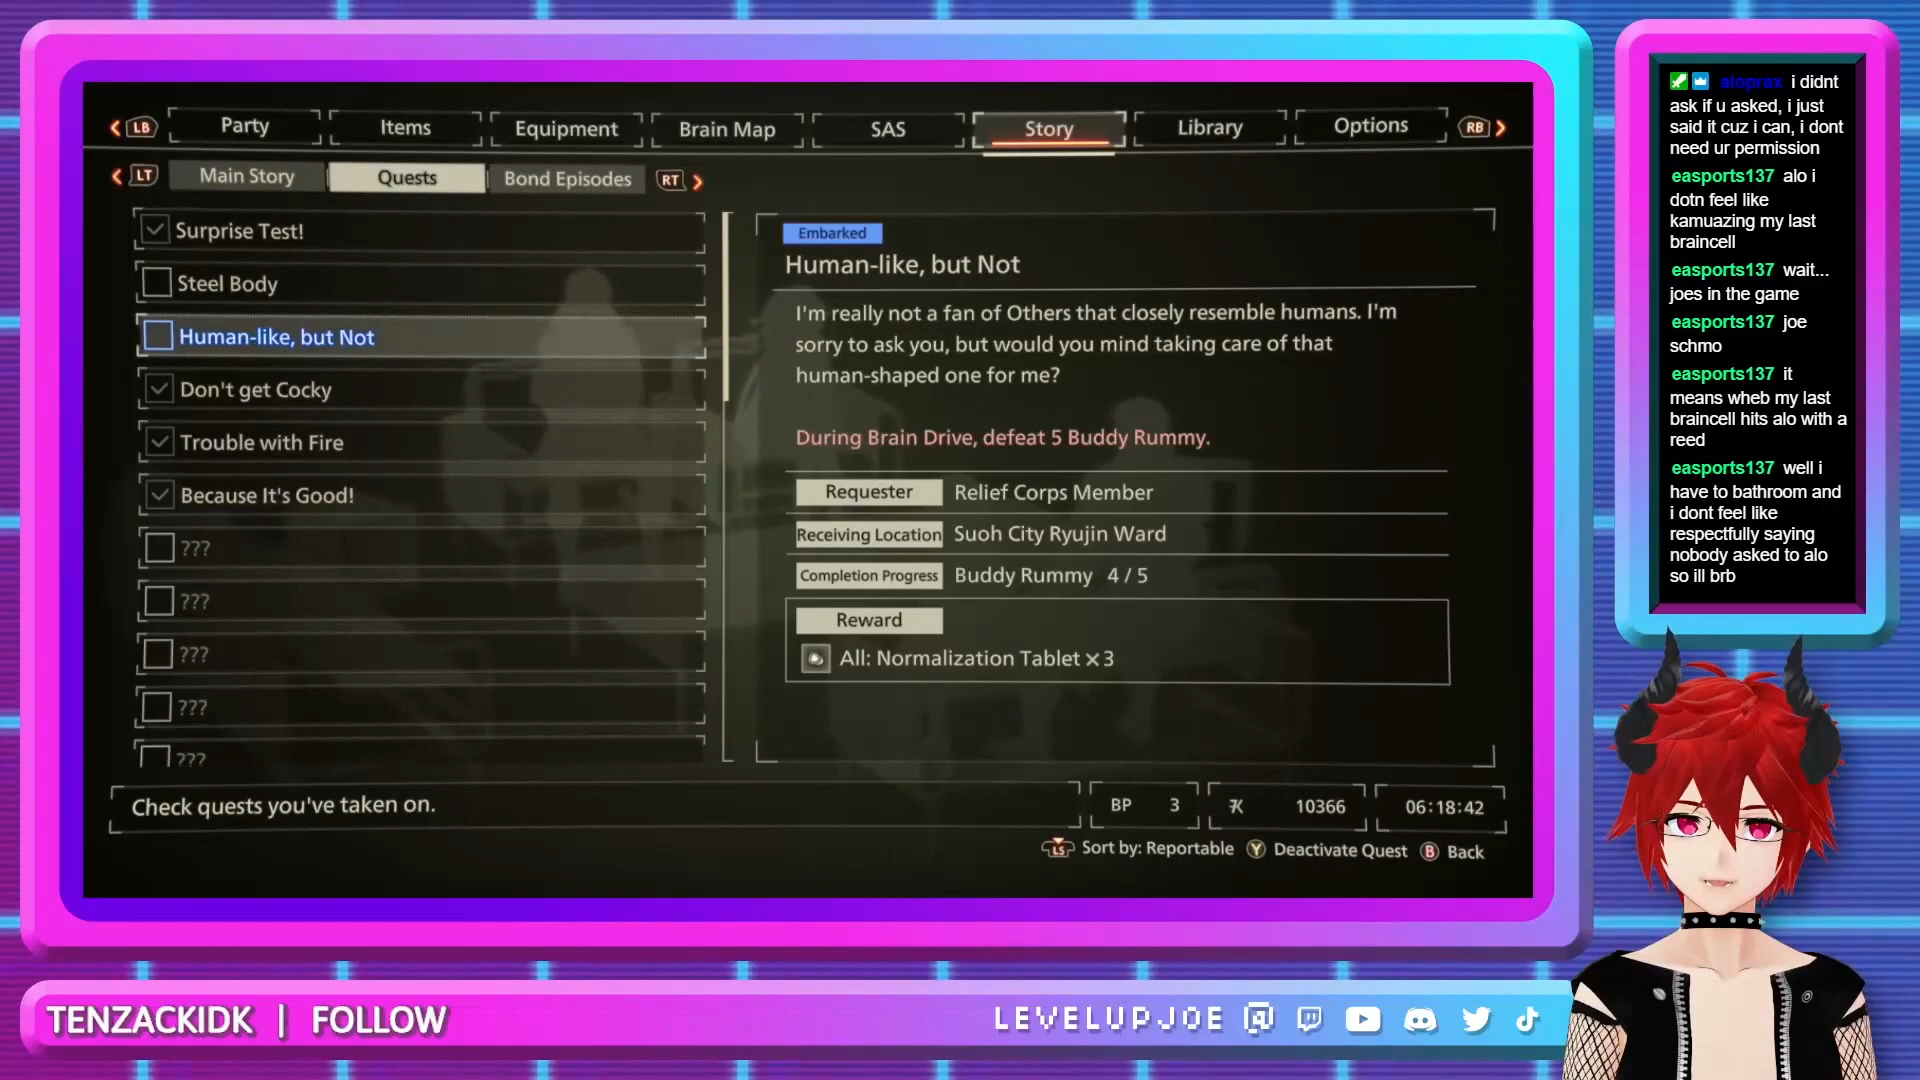 LB
Party
Items
Equipment
Brain Map
SAS
Story
Library
Options
RB
LT
Main Story
Quests
Bond Episodes
RT
Surprise Test!
Steel Body
Human-like, but Not
Don't get Cocky
Trouble with Fire
Because It's Good!
???
???
???
???
???
Embarked
Human-like, but Not
I'm really not a fan of Others that closely resemble humans. I'm
sorry to ask you, but would you mind taking care of that
human-shaped one for me?
During Brain Drive, defeat 5 Buddy Rummy.
Requester Relief Corps Member
Receiving Location Suoh City Ryujin Ward
Completion Progress Buddy Rummy 4 / 5
Reward
All: Normalization Tablet ×3
Check quests you've taken on.
BP 3
10366
06:18:42
LS Sort by: Reportable Y Deactivate Quest B Back
aloprax i didnt
ask if u asked, i just
said it cuz i can, i dont
need ur permission
easports137 alo i
dotn feel like
kamuazing my last
braincell
easports137 wait...
joes in the game
easports137 joe
schmo
easports137 it
means wheb my last
braincell hits alo with a
reed
easports137 well i
have to bathroom and
i dont feel like
respectfully saying
nobody asked to alo
so ill brb
TENZACKIDK | FOLLOW
LEVELUPJOE @